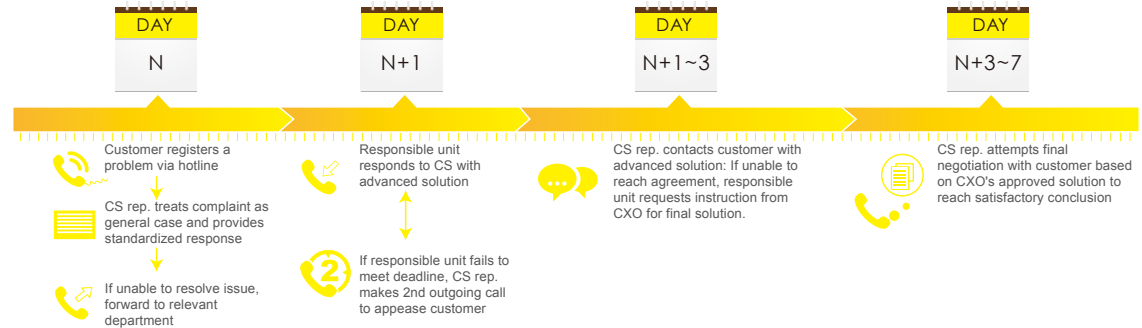 DAY
N
DAY
N+1
DAY
N+1~3
DAY
N+3~7
Customer registers a
problem via hotline
CS rep. treats complaint as
general case and provides
standardized response
If unable to resolve issue,
forward to relevant
department
Responsible unit
responds to CS with
advanced solution
2
If responsible unit fails to
meet deadline, CS rep.
makes 2nd outgoing call
to appease customer
CS rep. contacts customer with
advanced solution: If unable to
reach agreement, responsible
unit requests instruction from
CXO for final solution.
CS rep. attempts final
negotiation with customer based
on CXO's approved solution to
reach satisfactory conclusion